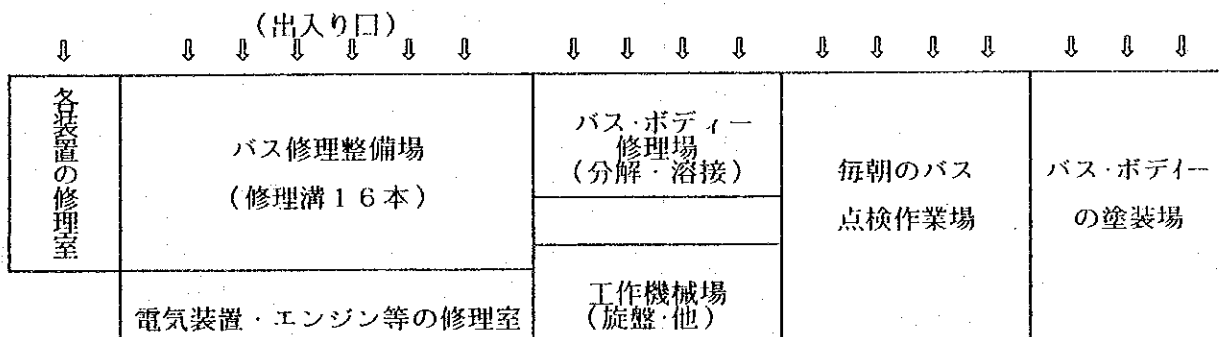 (出入り口)
⇩ ⇩ ⇩ ⇩ ⇩ ⇩ ⇩ ⇩ ⇩ ⇩ ⇩ ⇩ ⇩ ⇩ ⇩ ⇩ ⇩ ⇩
各装置の修理室
バス修理整備場
(修理溝16本)
電気装置・エンジン等の修理室
バス・ボディー
修理場
(分解・溶接)
工作機械場
(旋盤・他)
毎朝のバス
点検作業場
バス・ボディー
の塗装場